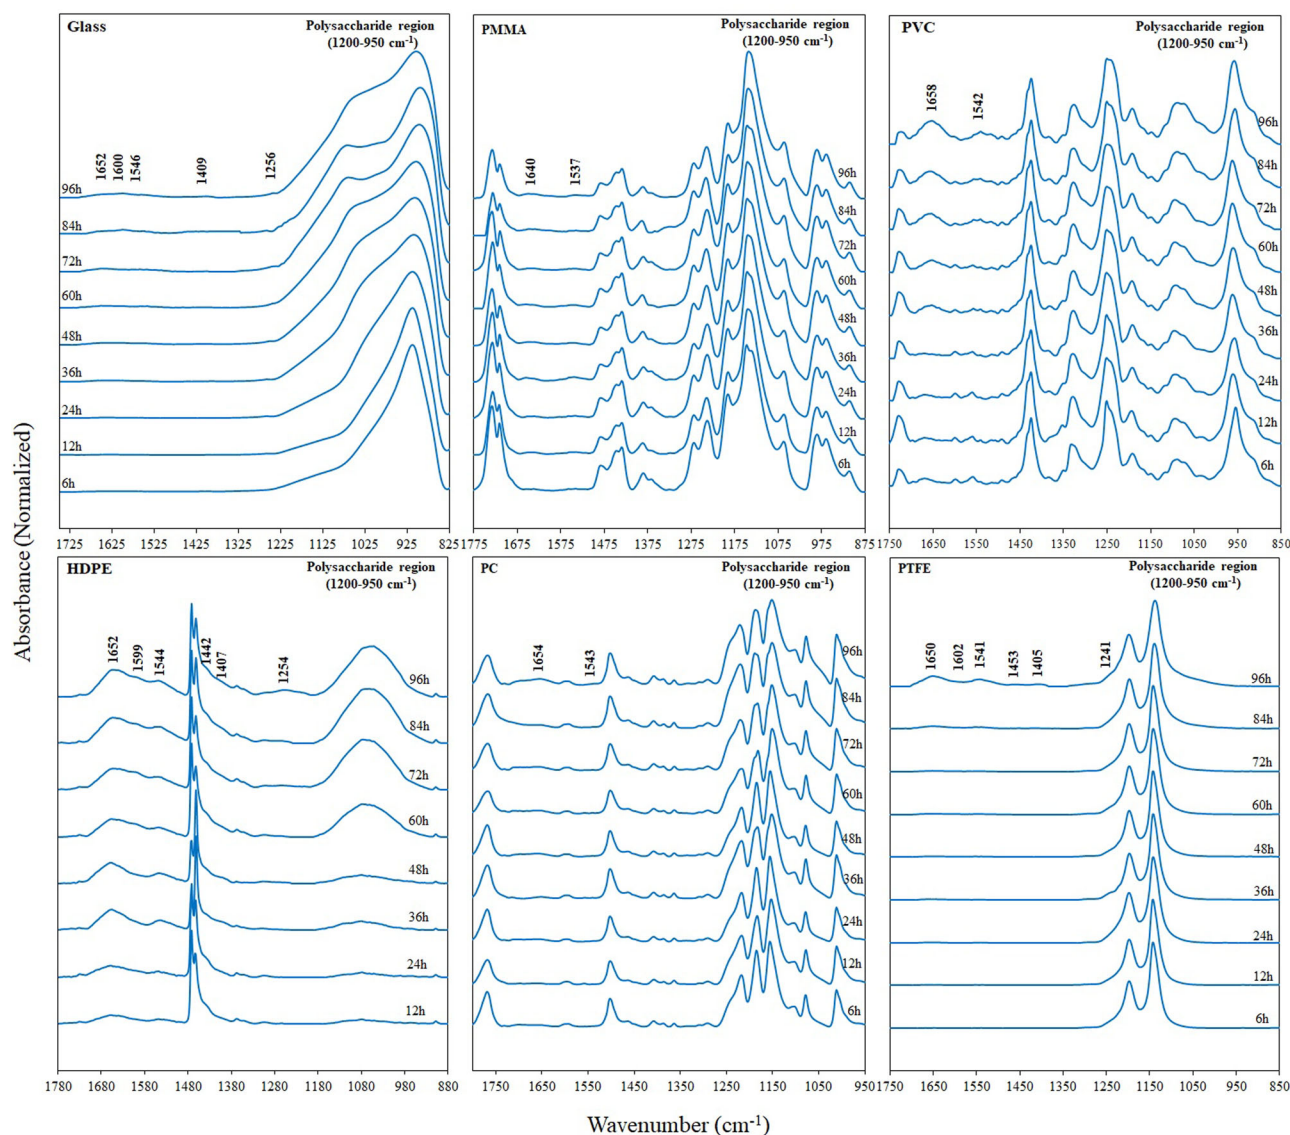 Glass
Polysaccharide region
(1200-950 cm-1)
1652
1600
1546
1409
1256
96h
84h
72h
60h
48h
36h
24h
12h
6h
1725 1625 1525 1425 1325 1225 1125 1025 925 825
PMMA
Polysaccharide region
(1200-950 cm-1)
1640
1537
96h
84h
72h
60h
48h
36h
24h
12h
6h
1775 1675 1575 1475 1375 1275 1175 1075 975 875
PVC
Polysaccharide region
(1200-950 cm-1)
1658
1542
96h
84h
72h
60h
48h
36h
24h
12h
6h
1750 1650 1550 1450 1350 1250 1150 1050 950 850
HDPE
Polysaccharide region
(1200-950 cm-1)
1652
1599
1544
1442
1407
1254
96h
84h
72h
60h
48h
36h
24h
12h
1780 1680 1580 1480 1380 1280 1180 1080 980 880
PC
Polysaccharide region
(1200-950 cm-1)
1654
1543
96h
84h
72h
60h
48h
36h
24h
12h
6h
1750 1650 1550 1450 1350 1250 1150 1050 950
PTFE
Polysaccharide region
(1200-950 cm-1)
1650
1602
1541
1453
1405
1241
96h
84h
72h
60h
48h
36h
24h
12h
6h
1750 1650 1550 1450 1350 1250 1150 1050 950 850
Absorbance (Normalized)
Wavenumber (cm-1)